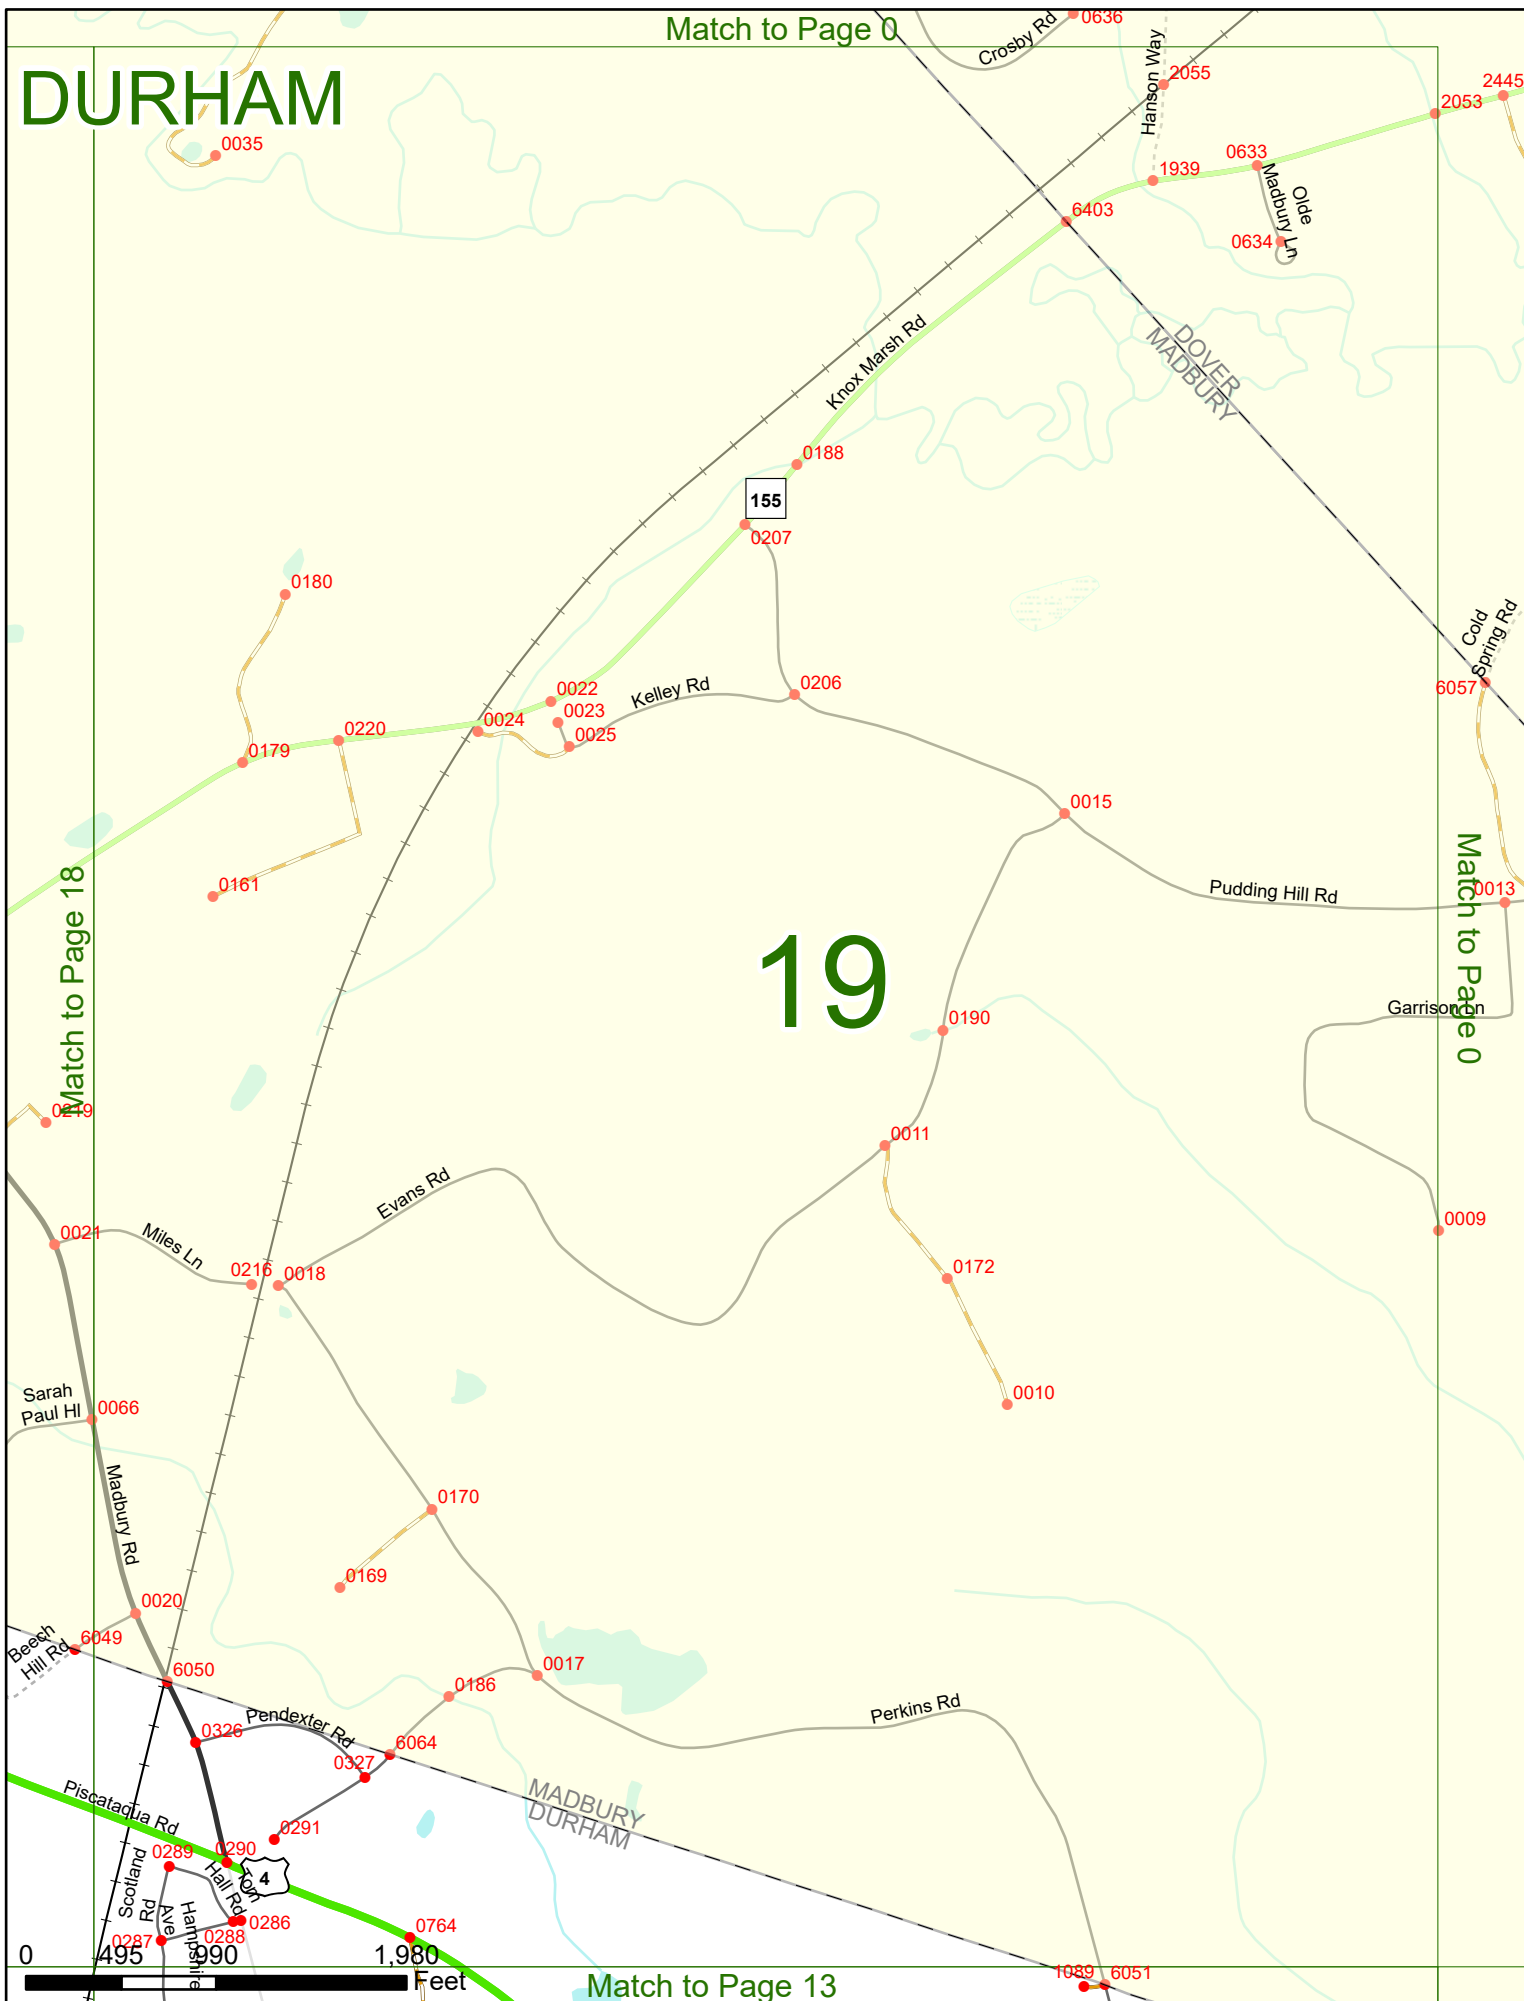 Match to Page 0
DURHAM
Crosby Rd
0636
Hanson Way
2055
2445
2053
0035
0633
1939
Olde
Madbury Ln
6403
0634
DOVER
MADBURY
Knox Marsh Rd
0188
155
0207
0180
Cold
Spring Rd
6057
0206
Kelley Rd
0022
0023
0024
0025
0220
0179
0015
0161
Pudding Hill Rd
0013
Match to Page 18
Match to Page 0
19
Garrison Ln
0190
0219
0011
Evans Rd
0009
0021
Miles Ln
0216
0018
0172
Sarah
Paul Hl
0066
0010
Madbury Rd
0170
0169
0020
Beech
Hill Rd
6049
6050
0017
0186
Perkins Rd
Pendexter Rd
0326
6064
0327
MADBURY
DURHAM
Piscataqua Rd
0291
0290
0289
Tom
Hall Rd
4
Scotland
Rd
Hampshire
Ave
0286
0288
0287
0764
0
495
990
1,980
Feet
Match to Page 13
1089
6051